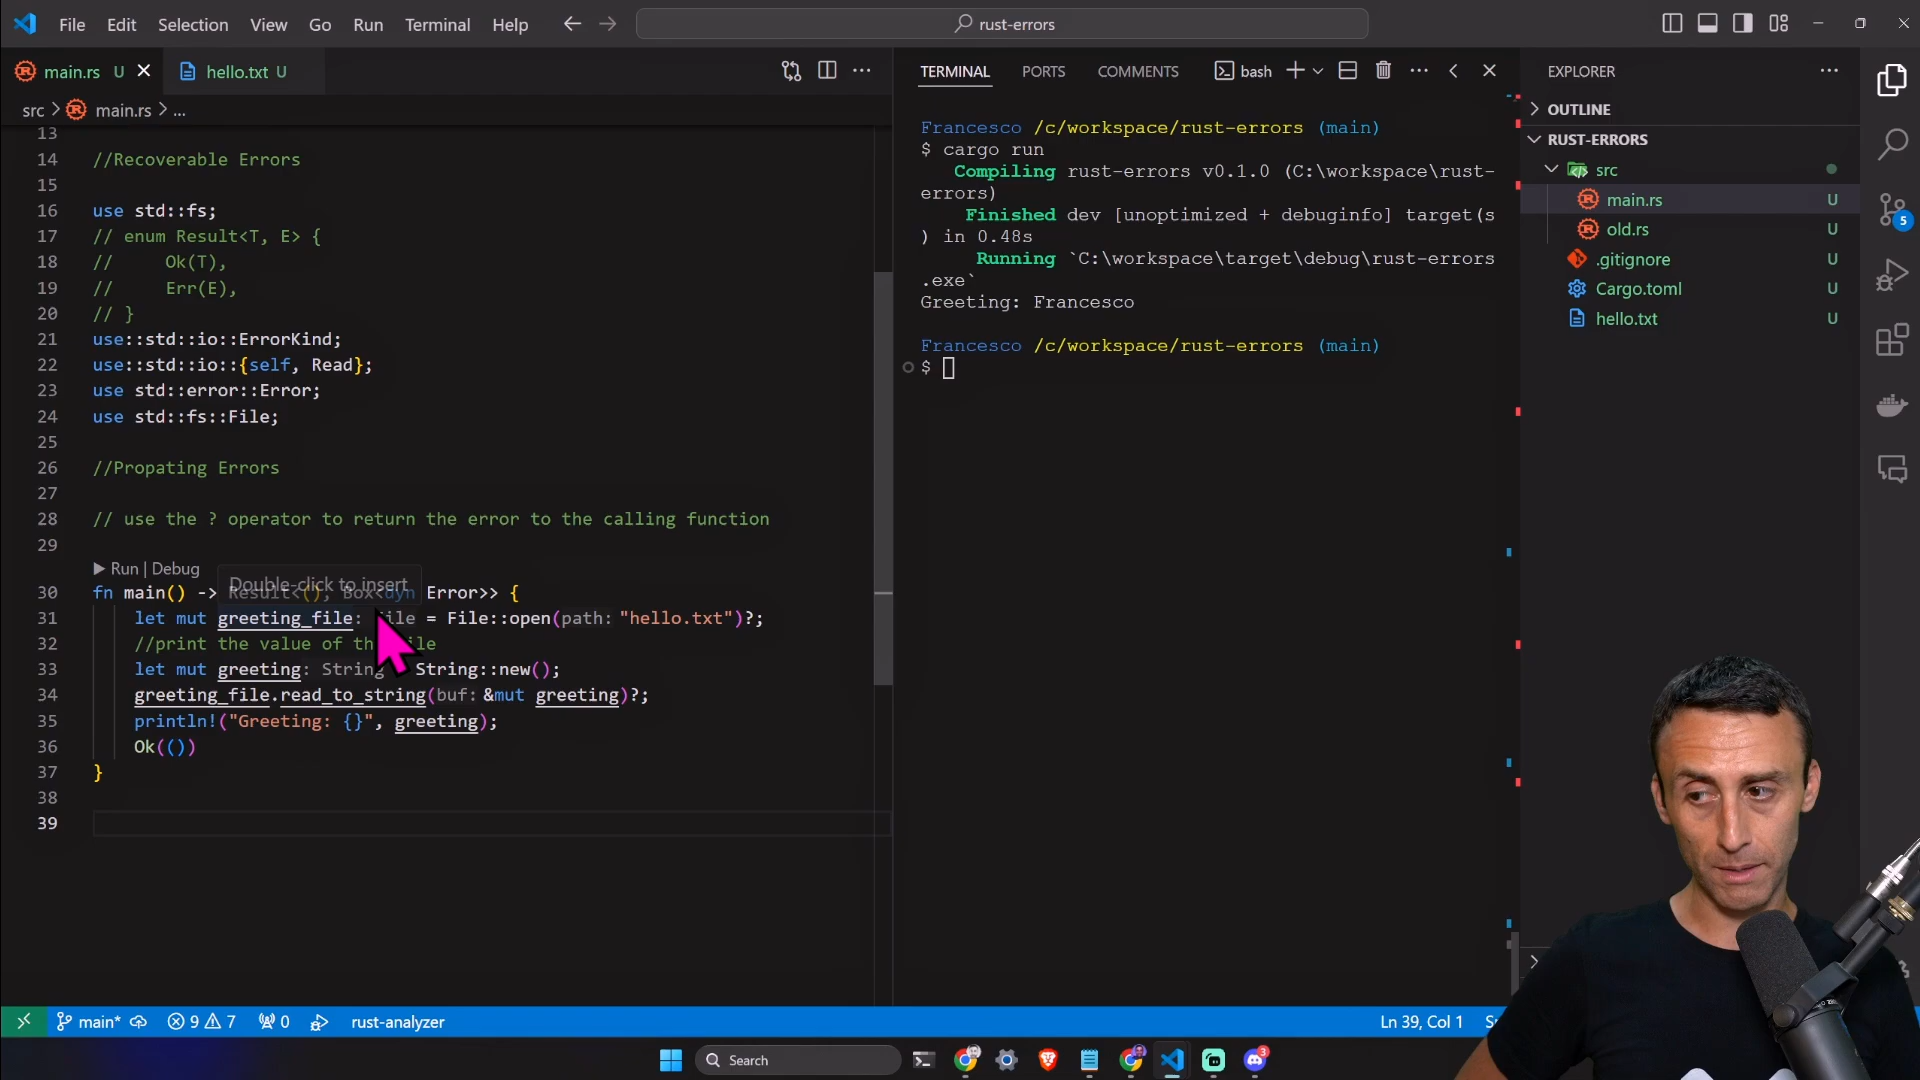 File Edit Selection View Go Run Terminal Help
rust-errors
main.rs U
hello.txt U
src > main.rs > ...
13
14 //Recoverable Errors
15
16 use std::fs;
17 // enum Result<T, E> {
18 //     Ok(T),
19 //     Err(E),
20 // }
21 use::std::io::ErrorKind;
22 use::std::io::{self, Read};
23 use std::error::Error;
24 use std::fs::File;
25
26 //Propating Errors
27
28 // use the ? operator to return the error to the calling function
29
Run | Debug
Double-click to insert
30 fn main() -> Result<(), Box<dyn Error>> {
31 let mut greeting_file: File = File::open(path: "hello.txt")?;
32 //print the value of the file
33 let mut greeting: String = String::new();
34 greeting_file.read_to_string(buf: &mut greeting)?;
35 println!("Greeting: {}", greeting);
36 Ok(())
37 }
38
39
TERMINAL PORTS COMMENTS
bash
Francesco /c/workspace/rust-errors (main)
$ cargo run
Compiling rust-errors v0.1.0 (C:\workspace\rust-
errors)
Finished dev [unoptimized + debuginfo] target(s
) in 0.48s
Running `C:\workspace\target\debug\rust-errors
.exe`
Greeting: Francesco
Francesco /c/workspace/rust-errors (main)
$
EXPLORER
OUTLINE
RUST-ERRORS
src
main.rs U
old.rs U
.gitignore U
Cargo.toml U
hello.txt U
5
main* 9 7 0 rust-analyzer
Ln 39, Col 1
Search
3